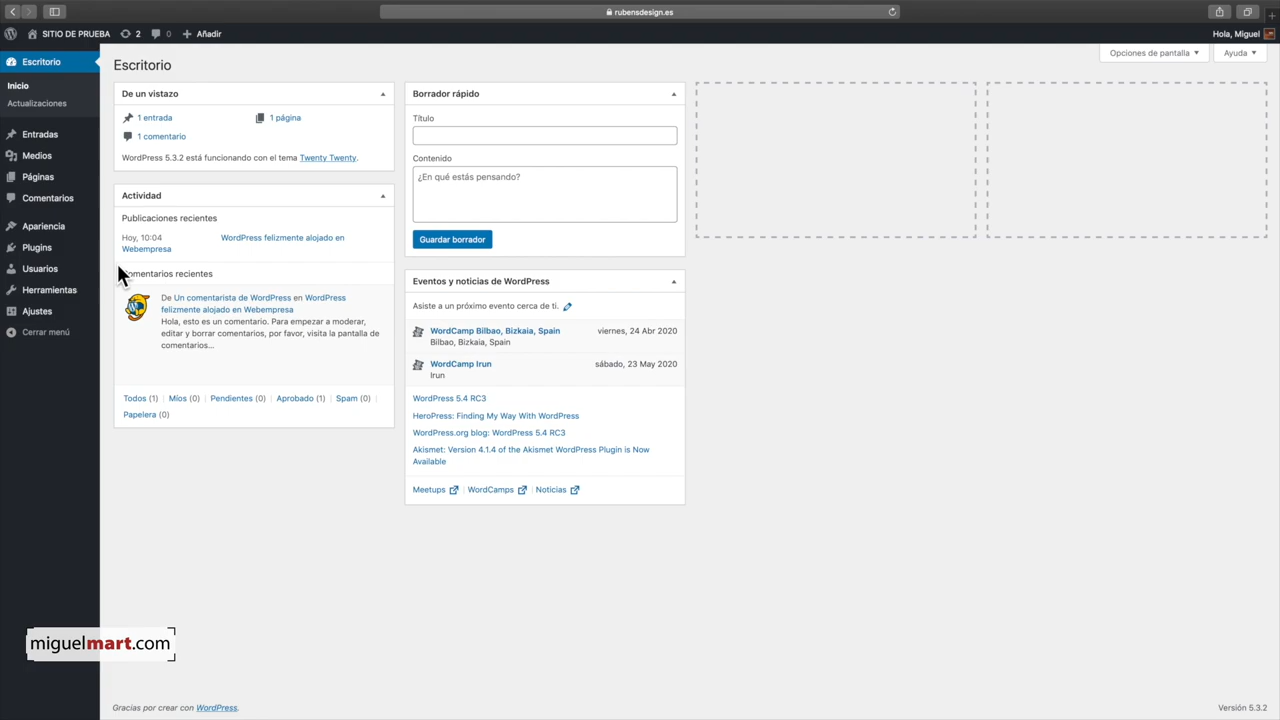 rubensdesign.es
SITIO DE PRUEBA 2 0 Añadir
Hola, Miguel
Escritorio
Inicio
Actualizaciones
Entradas
Medios
Páginas
Comentarios
Apariencia
Plugins
Usuarios
Herramientas
Ajustes
Cerrar menú
Opciones de pantalla
Ayuda
Escritorio
De un vistazo
1 entrada
1 página
1 comentario
WordPress 5.3.2 está funcionando con el tema Twenty Twenty.
Actividad
Publicaciones recientes
Hoy, 10:04 WordPress felizmente alojado en
Webempresa
omentarios recientes
De Un comentarista de WordPress en WordPress
felizmente alojado en Webempresa
Hola, esto es un comentario. Para empezar a moderar,
editar y borrar comentarios, por favor, visita la pantalla de
comentarios...
Todos (1) | Míos (0) | Pendientes (0) | Aprobado (1) | Spam (0) |
Papelera (0)
Borrador rápido
Título
Contenido
¿En qué estás pensando?
Guardar borrador
Eventos y noticias de WordPress
Asiste a un próximo evento cerca de ti.
WordCamp Bilbao, Bizkaia, Spain viernes, 24 Abr 2020
Bilbao, Bizkaia, Spain
WordCamp Irun sábado, 23 May 2020
Irun
WordPress 5.4 RC3
HeroPress: Finding My Way With WordPress
WordPress.org blog: WordPress 5.4 RC3
Akismet: Version 4.1.4 of the Akismet WordPress Plugin is Now
Available
Meetups | WordCamps | Noticias
miguelmart.com
Gracias por crear con WordPress.
Versión 5.3.2